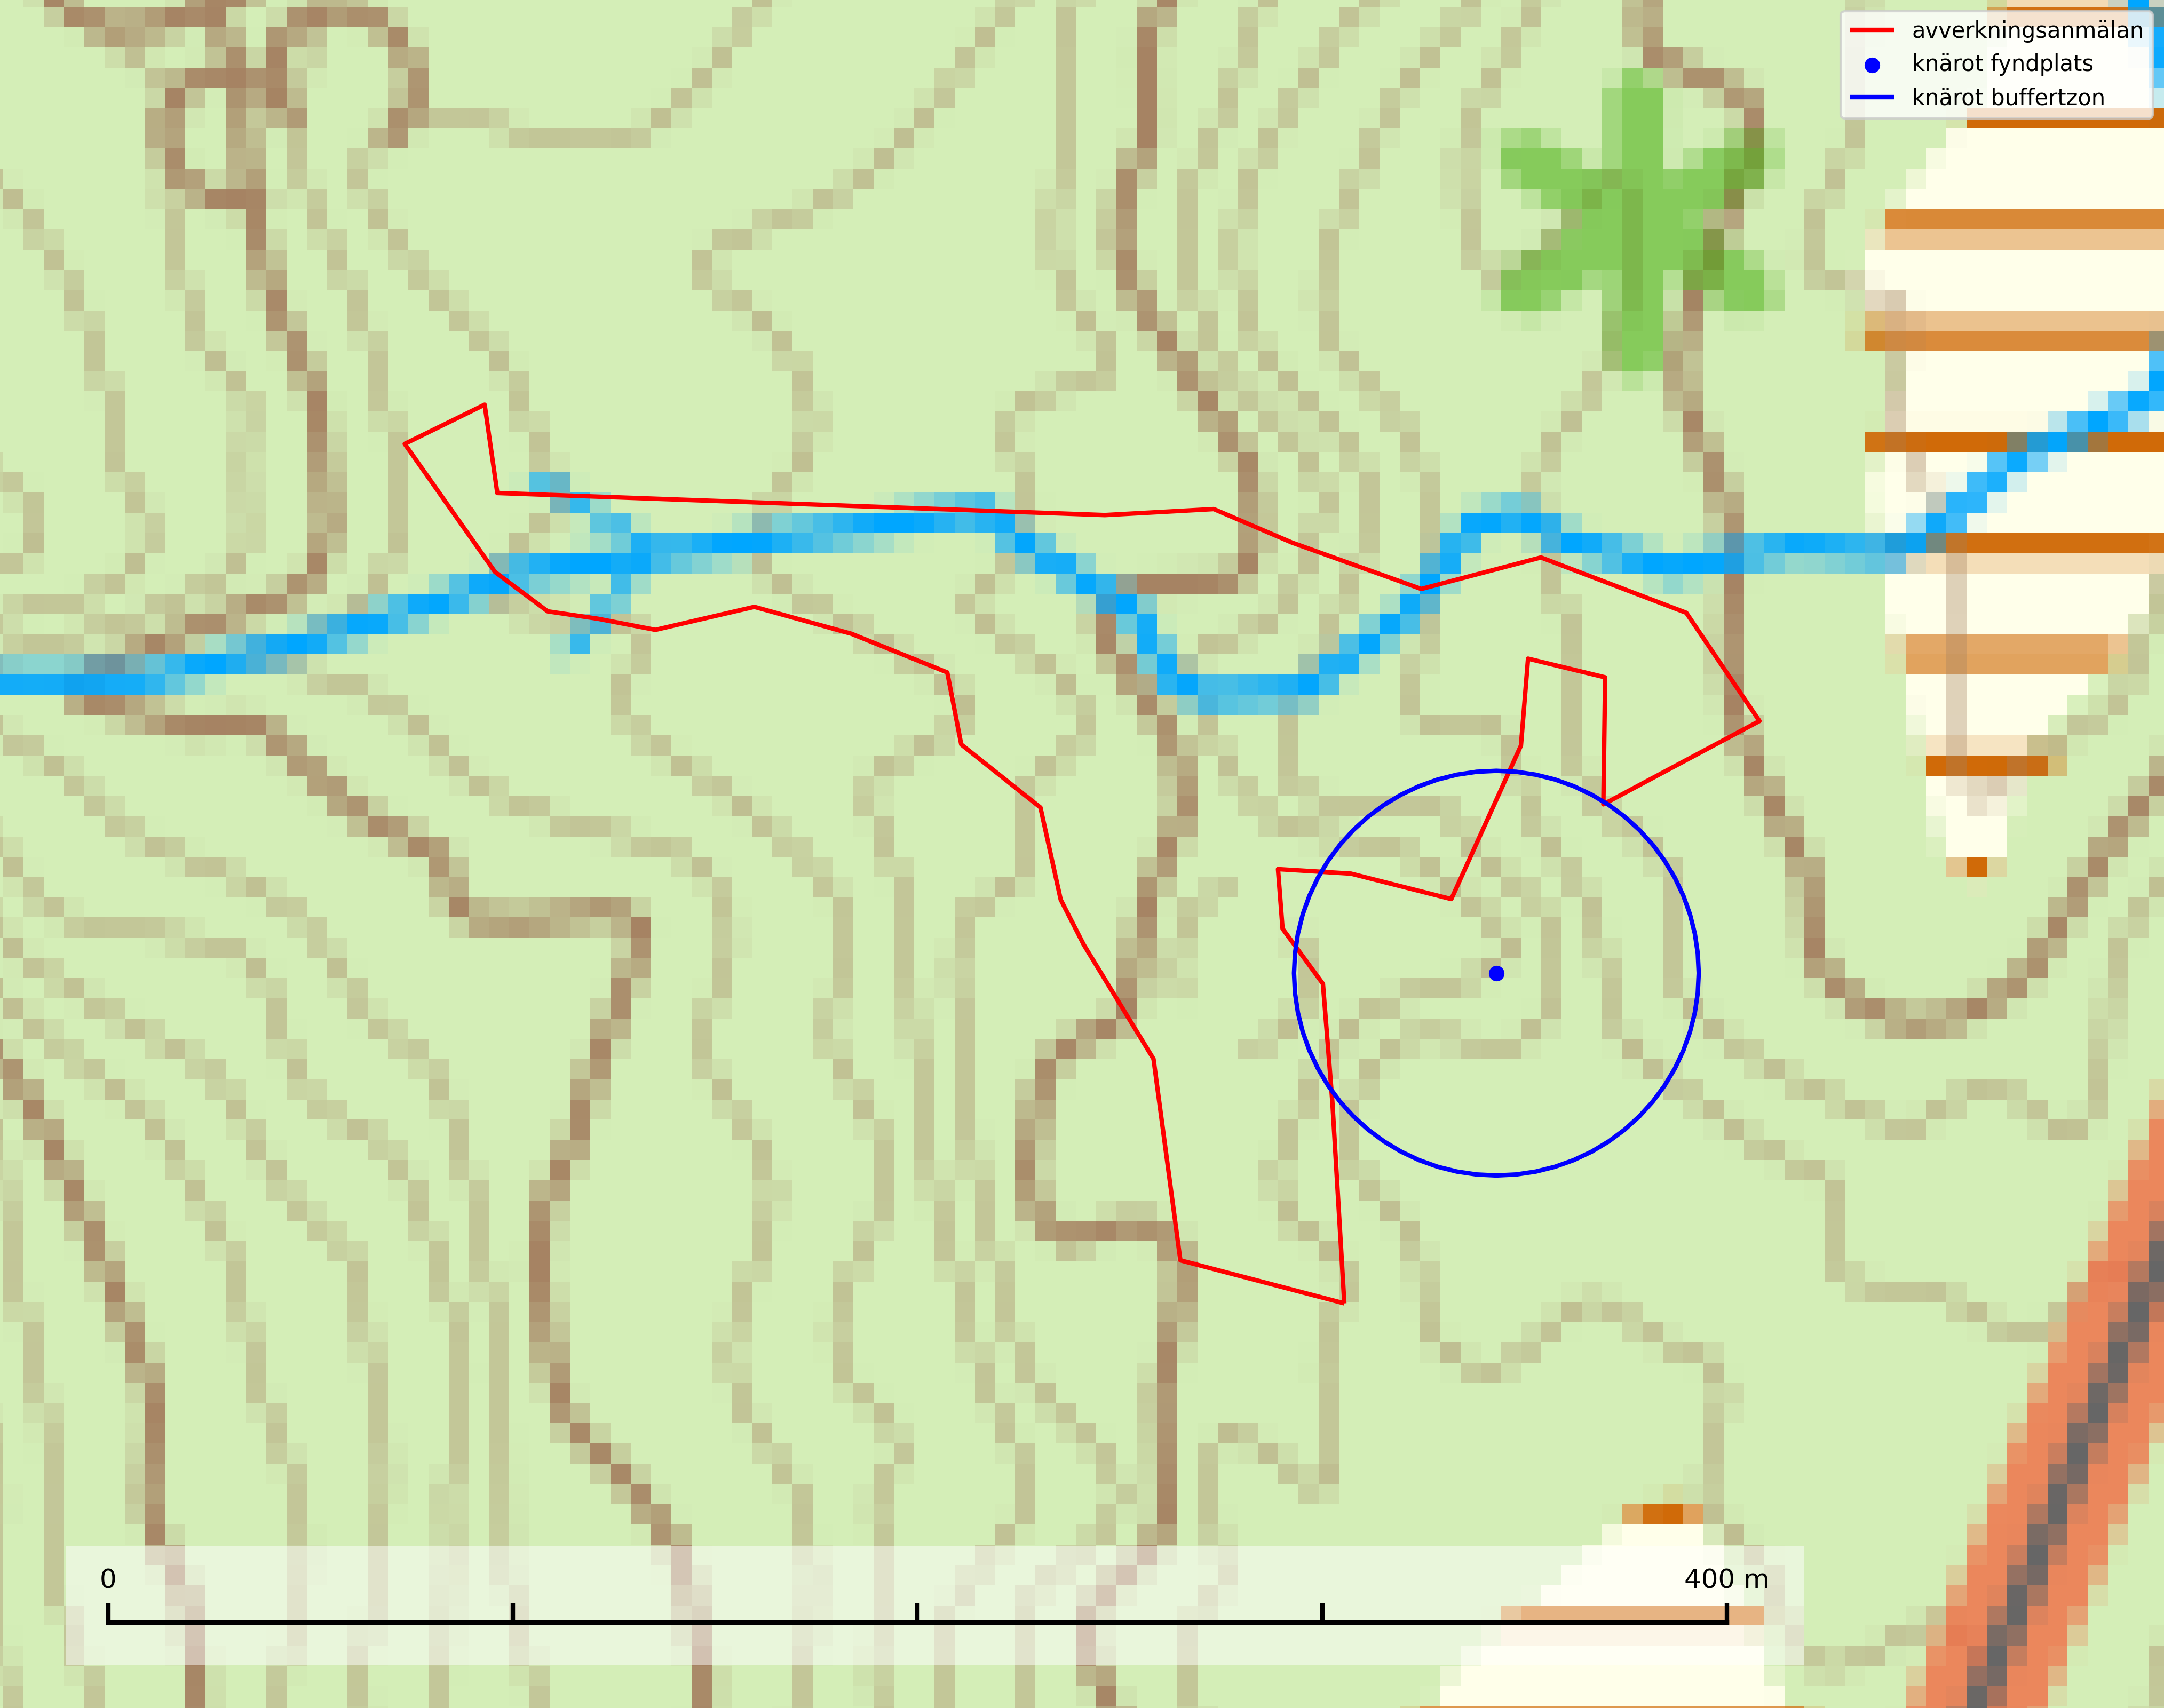 avverkningsanmälan
knärot fyndplats
knärot buffertzon
0
400 m